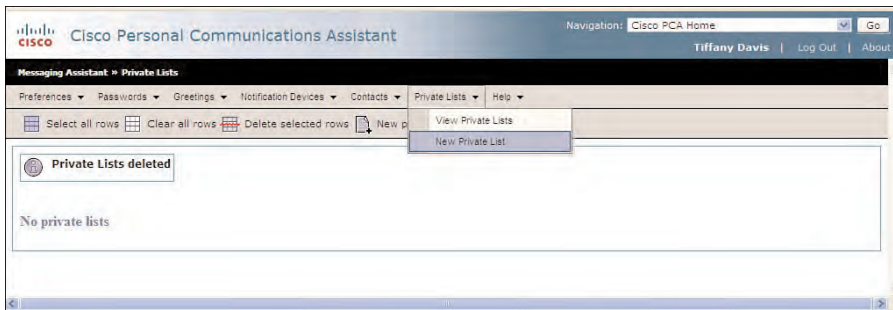 Navigation: Cisco PCA Home Go
CISCO Cisco Personal Communications Assistant
Tiffany Davis | Log Out | About
Messaging Assistant » Private Lists
Preferences Passwords Greetings Notification Devices Contacts Private Lists Help
Select all rows Clear all rows Delete selected rows New p
View Private Lists
New Private List
Private Lists deleted
No private lists